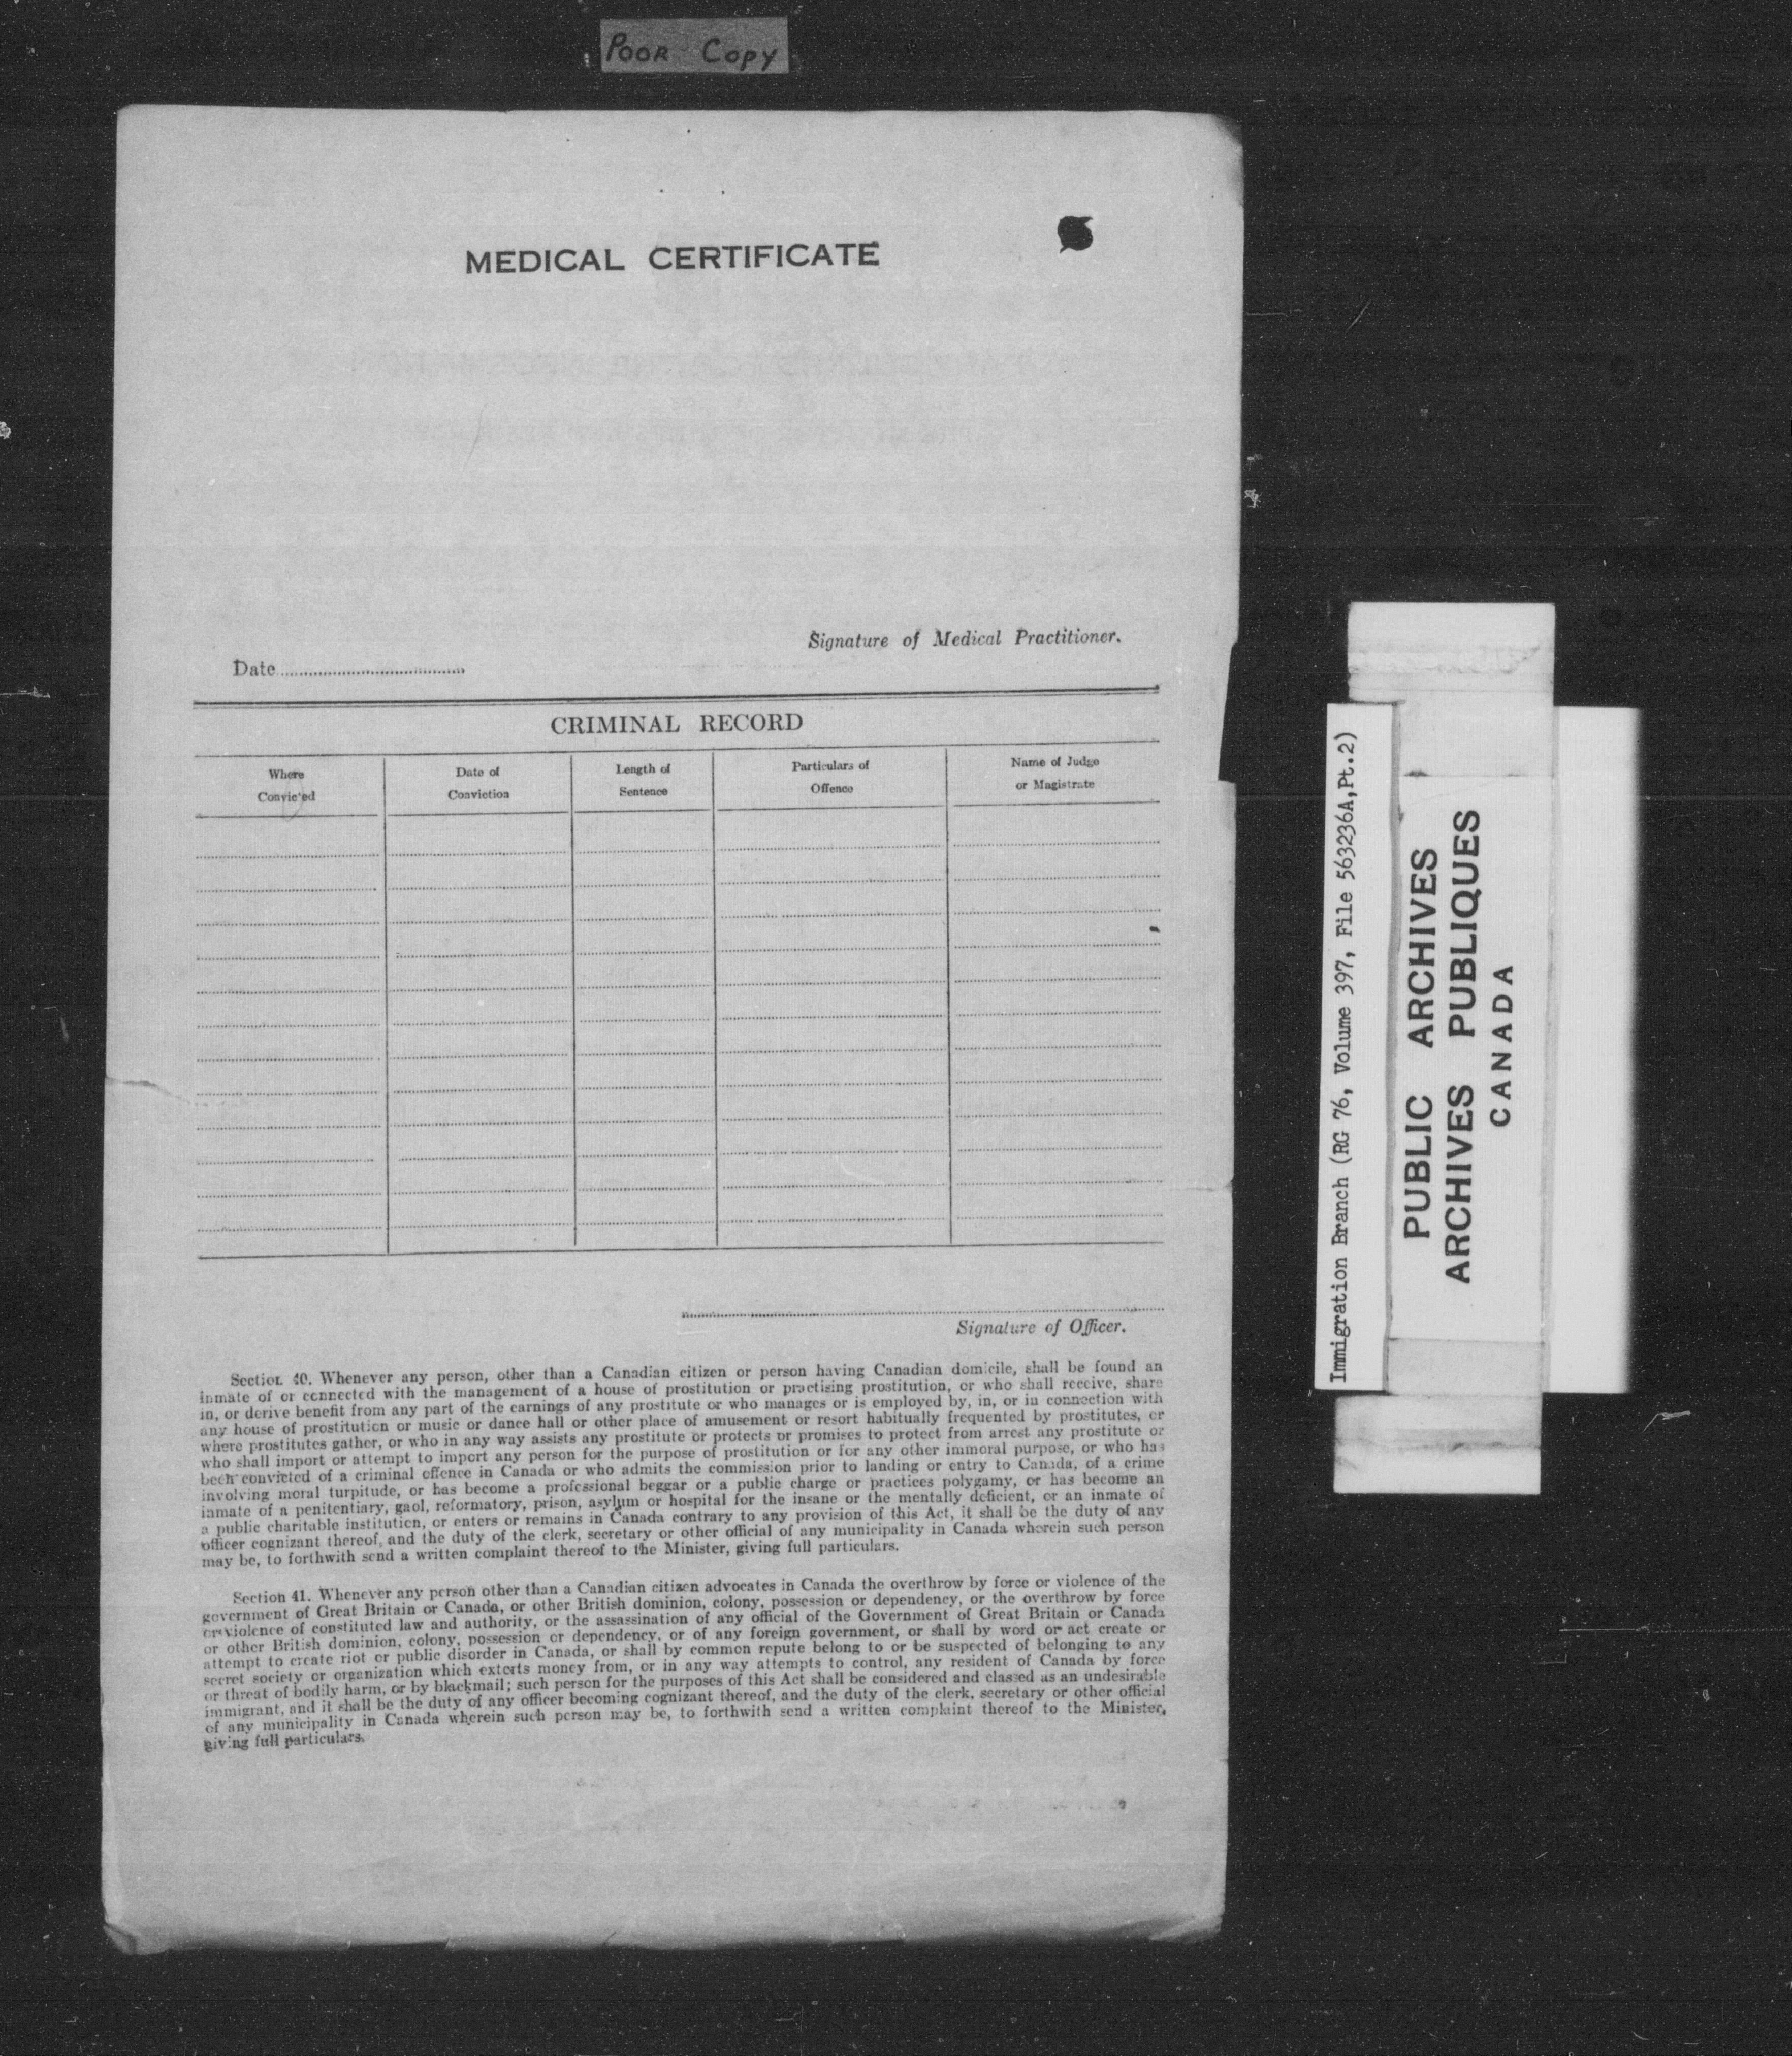 POOR COPY
MEDICAL CERTIFICATE
Signature of Medical Practitioner.
Date
CRIMINAL RECORD
Where Convicted
Date of Conviction
Length of Sentence
Particulars of Offence
Name of Judge or Magistrate
Signature of Officer.
Section 40. Whenever any person, other than a Canadian citizen or person having Canadian domicile, shall be found an
inmate of or connected with the management of a house of prostitution or practising prostitution, or who shall receive, share
in, or derive benefit from any part of the earnings of any prostitute or who manages or is employed by, in, or in connection with
any house of prostitution or music or dance hall or other place of amusement or resort habitually frequented by prostitutes, or
where prostitutes gather, or who in any way assists any prostitute or protects or promises to protect from arrest any prostitute or
who shall import or attempt to import any person for the purpose of prostitution or for any other immoral purpose, or who has
been convicted of a criminal offence in Canada or who admits the commission prior to landing or entry to Canada, of a crime
involving moral turpitude, or has become a professional beggar or a public charge or practices polygamy, or has become an
inmate of a penitentiary, gaol, reformatory, prison, asylum or hospital for the insane or the mentally deficient, or an inmate of
a public charitable institution, or enters or remains in Canada contrary to any provision of this Act, it shall be the duty of any
officer cognizant thereof, and the duty of the clerk, secretary or other official of any municipality in Canada wherein such person
may be, to forthwith send a written complaint thereof to the Minister, giving full particulars.
Section 41. Whenever any person other than a Canadian citizen advocates in Canada the overthrow by force or violence of the
government of Great Britain or Canada, or other British dominion, colony, possession or dependency, or the overthrow by force
or violence of constituted law and authority, or the assassination of any official of the Government of Great Britain or Canada
or other British dominion, colony, possession or dependency, or of any foreign government, or shall by word or act create or
attempt to create riot or public disorder in Canada, or shall by common repute belong to or be suspected of belonging to any
secret society or organization which extorts money from, or in any way attempts to control, any resident of Canada by force
or threat of bodily harm, or by blackmail; such person for the purposes of this Act shall be considered and classed as an undesirable
immigrant, and it shall be the duty of any officer becoming cognizant thereof, and the duty of the clerk, secretary or other official
of any municipality in Canada wherein such person may be, to forthwith send a written complaint thereof to the Minister,
giving full particulars.
Immigration Branch (RG 76, Volume 397, File 563236A,Pt.2)
PUBLIC ARCHIVES
ARCHIVES PUBLIQUES
CANADA